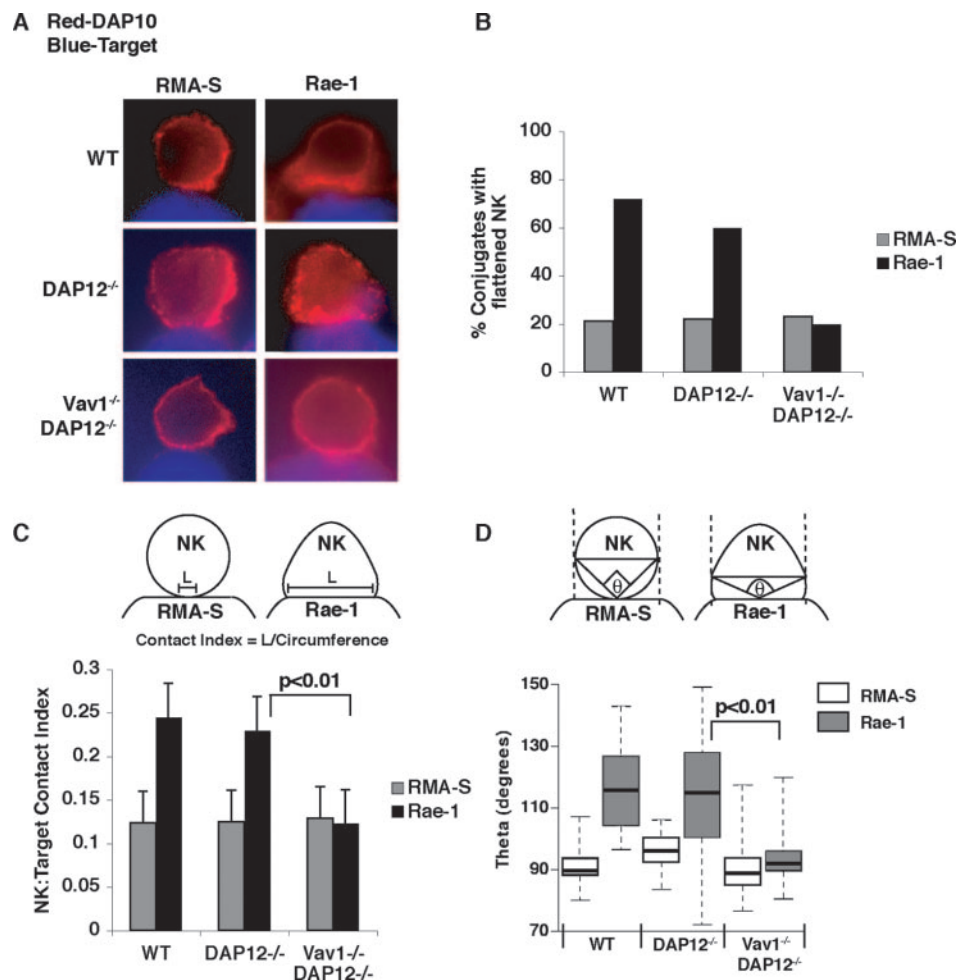 A Red-DAP10
Blue-Target
RMA-S Rae-1
WT
DAP12-/-
Vav1-/-
DAP12-/-
B
% Conjugates with
flattened NK
100
80
60
40
20
0
WT DAP12-/- Vav1-/-
DAP12-/-
RMA-S
Rae-1
C
NK NK
L L
RMA-S Rae-1
Contact Index = L/Circumference
NK:Target Contact Index
0.3
0.25
0.2
0.15
0.1
0.05
0
p<0.01
RMA-S
Rae-1
WT DAP12-/- Vav1-/-
DAP12-/-
D
NK NK
θ θ
RMA-S Rae-1
Theta (degrees)
150
130
110
90
70
p<0.01
RMA-S
Rae-1
WT DAP12-/- Vav1-/-
DAP12-/-